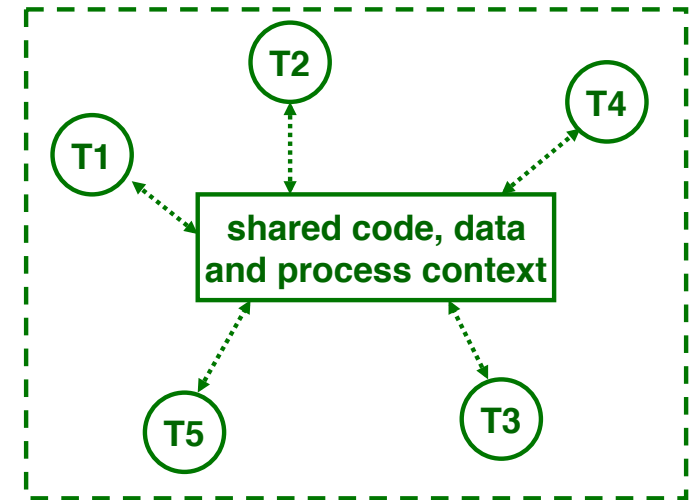 T2
T4
T1
shared code, data
and process context
T5
T3